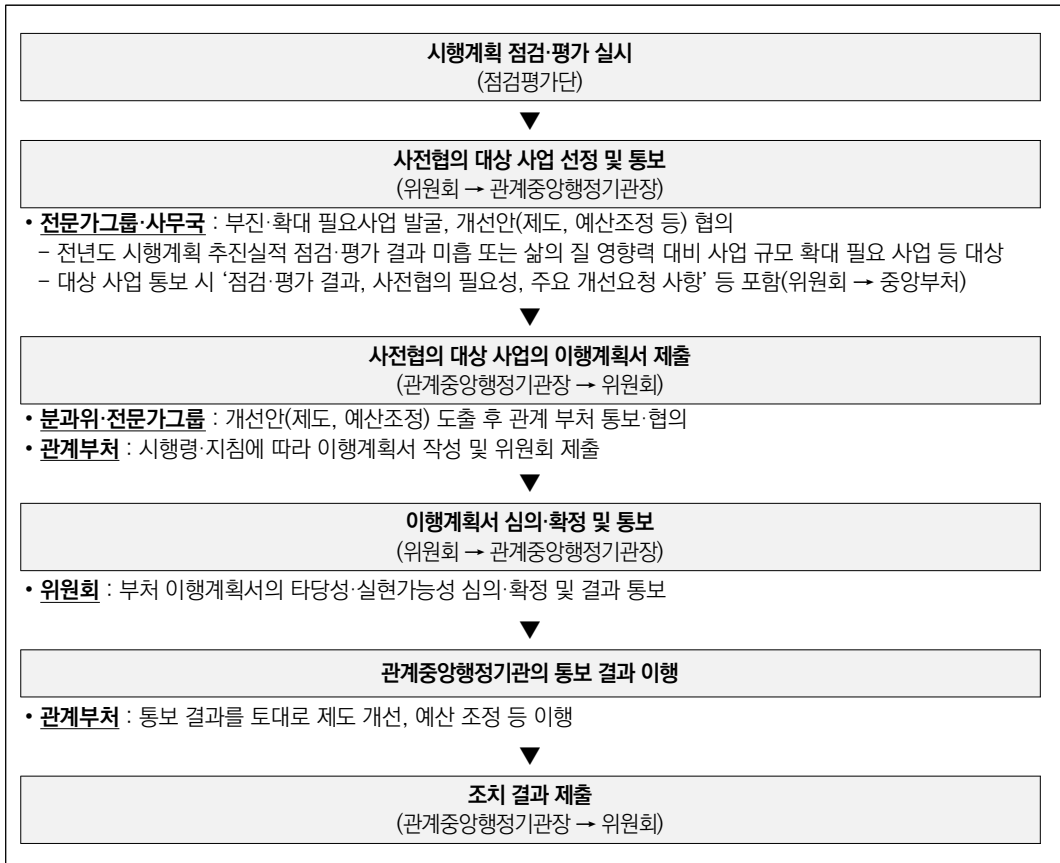 시행계획 점검·평가 실시
(점검평가단)
▼
사전협의 대상 사업 선정 및 통보
(위원회 → 관계중앙행정기관장)
• 전문가그룹·사무국 : 부진·확대 필요사업 발굴, 개선안(제도, 예산조정 등) 협의
– 전년도 시행계획 추진실적 점검·평가 결과 미흡 또는 삶의 질 영향력 대비 사업 규모 확대 필요 사업 등 대상
– 대상 사업 통보 시 ‘점검·평가 결과, 사전협의 필요성, 주요 개선요청 사항’ 등 포함(위원회 → 중앙부처)
▼
사전협의 대상 사업의 이행계획서 제출
(관계중앙행정기관장 → 위원회)
• 분과위·전문가그룹 : 개선안(제도, 예산조정) 도출 후 관계 부처 통보·협의
• 관계부처 : 시행령·지침에 따라 이행계획서 작성 및 위원회 제출
▼
이행계획서 심의·확정 및 통보
(위원회 → 관계중앙행정기관장)
• 위원회 : 부처 이행계획서의 타당성·실현가능성 심의·확정 및 결과 통보
▼
관계중앙행정기관의 통보 결과 이행
• 관계부처 : 통보 결과를 토대로 제도 개선, 예산 조정 등 이행
▼
조치 결과 제출
(관계중앙행정기관장 → 위원회)